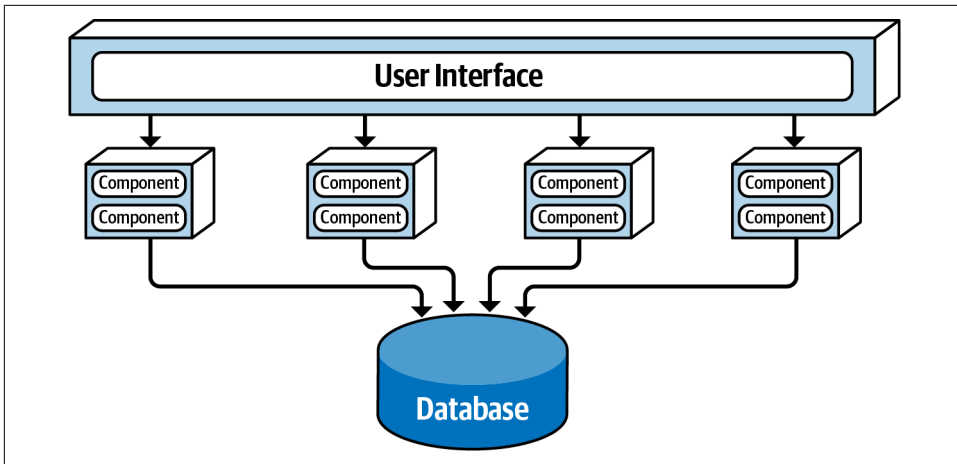 User Interface
Component
Component
Component
Component
Component
Component
Component
Component
Database